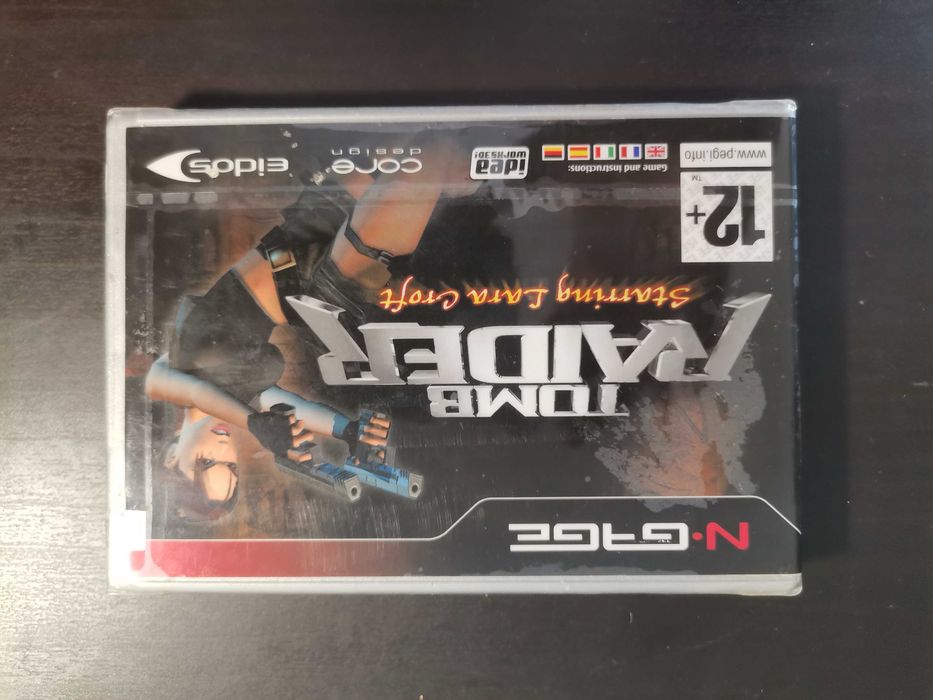 N·GAGE
TOMB
RAIDER
Starring Lara Croft
12+
™
www.pegi.info
Game and instructions:
idea
WORKS3D!
core
design
eidos